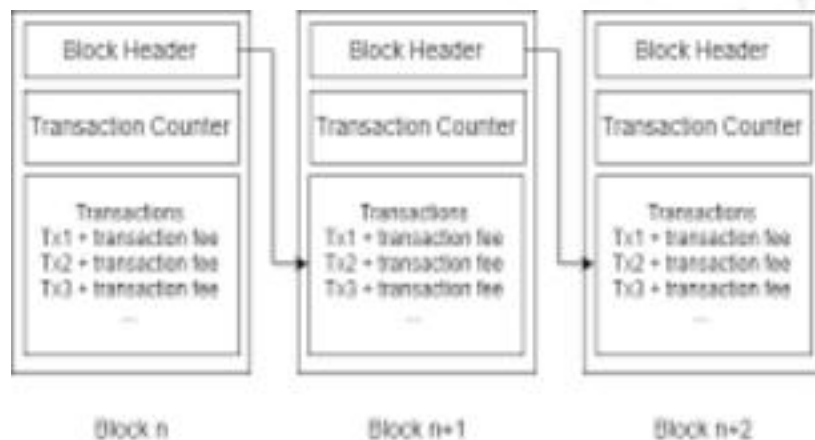 Block Header
Transaction Counter
Transactions
Tx1 + transaction fee
Tx2 + transaction fee
Tx3 + transaction fee
...
Block n
Block Header
Transaction Counter
Transactions
Tx1 + transaction fee
Tx2 + transaction fee
Tx3 + transaction fee
...
Block n+1
Block Header
Transaction Counter
Transactions
Tx1 + transaction fee
Tx2 + transaction fee
Tx3 + transaction fee
...
Block n+2